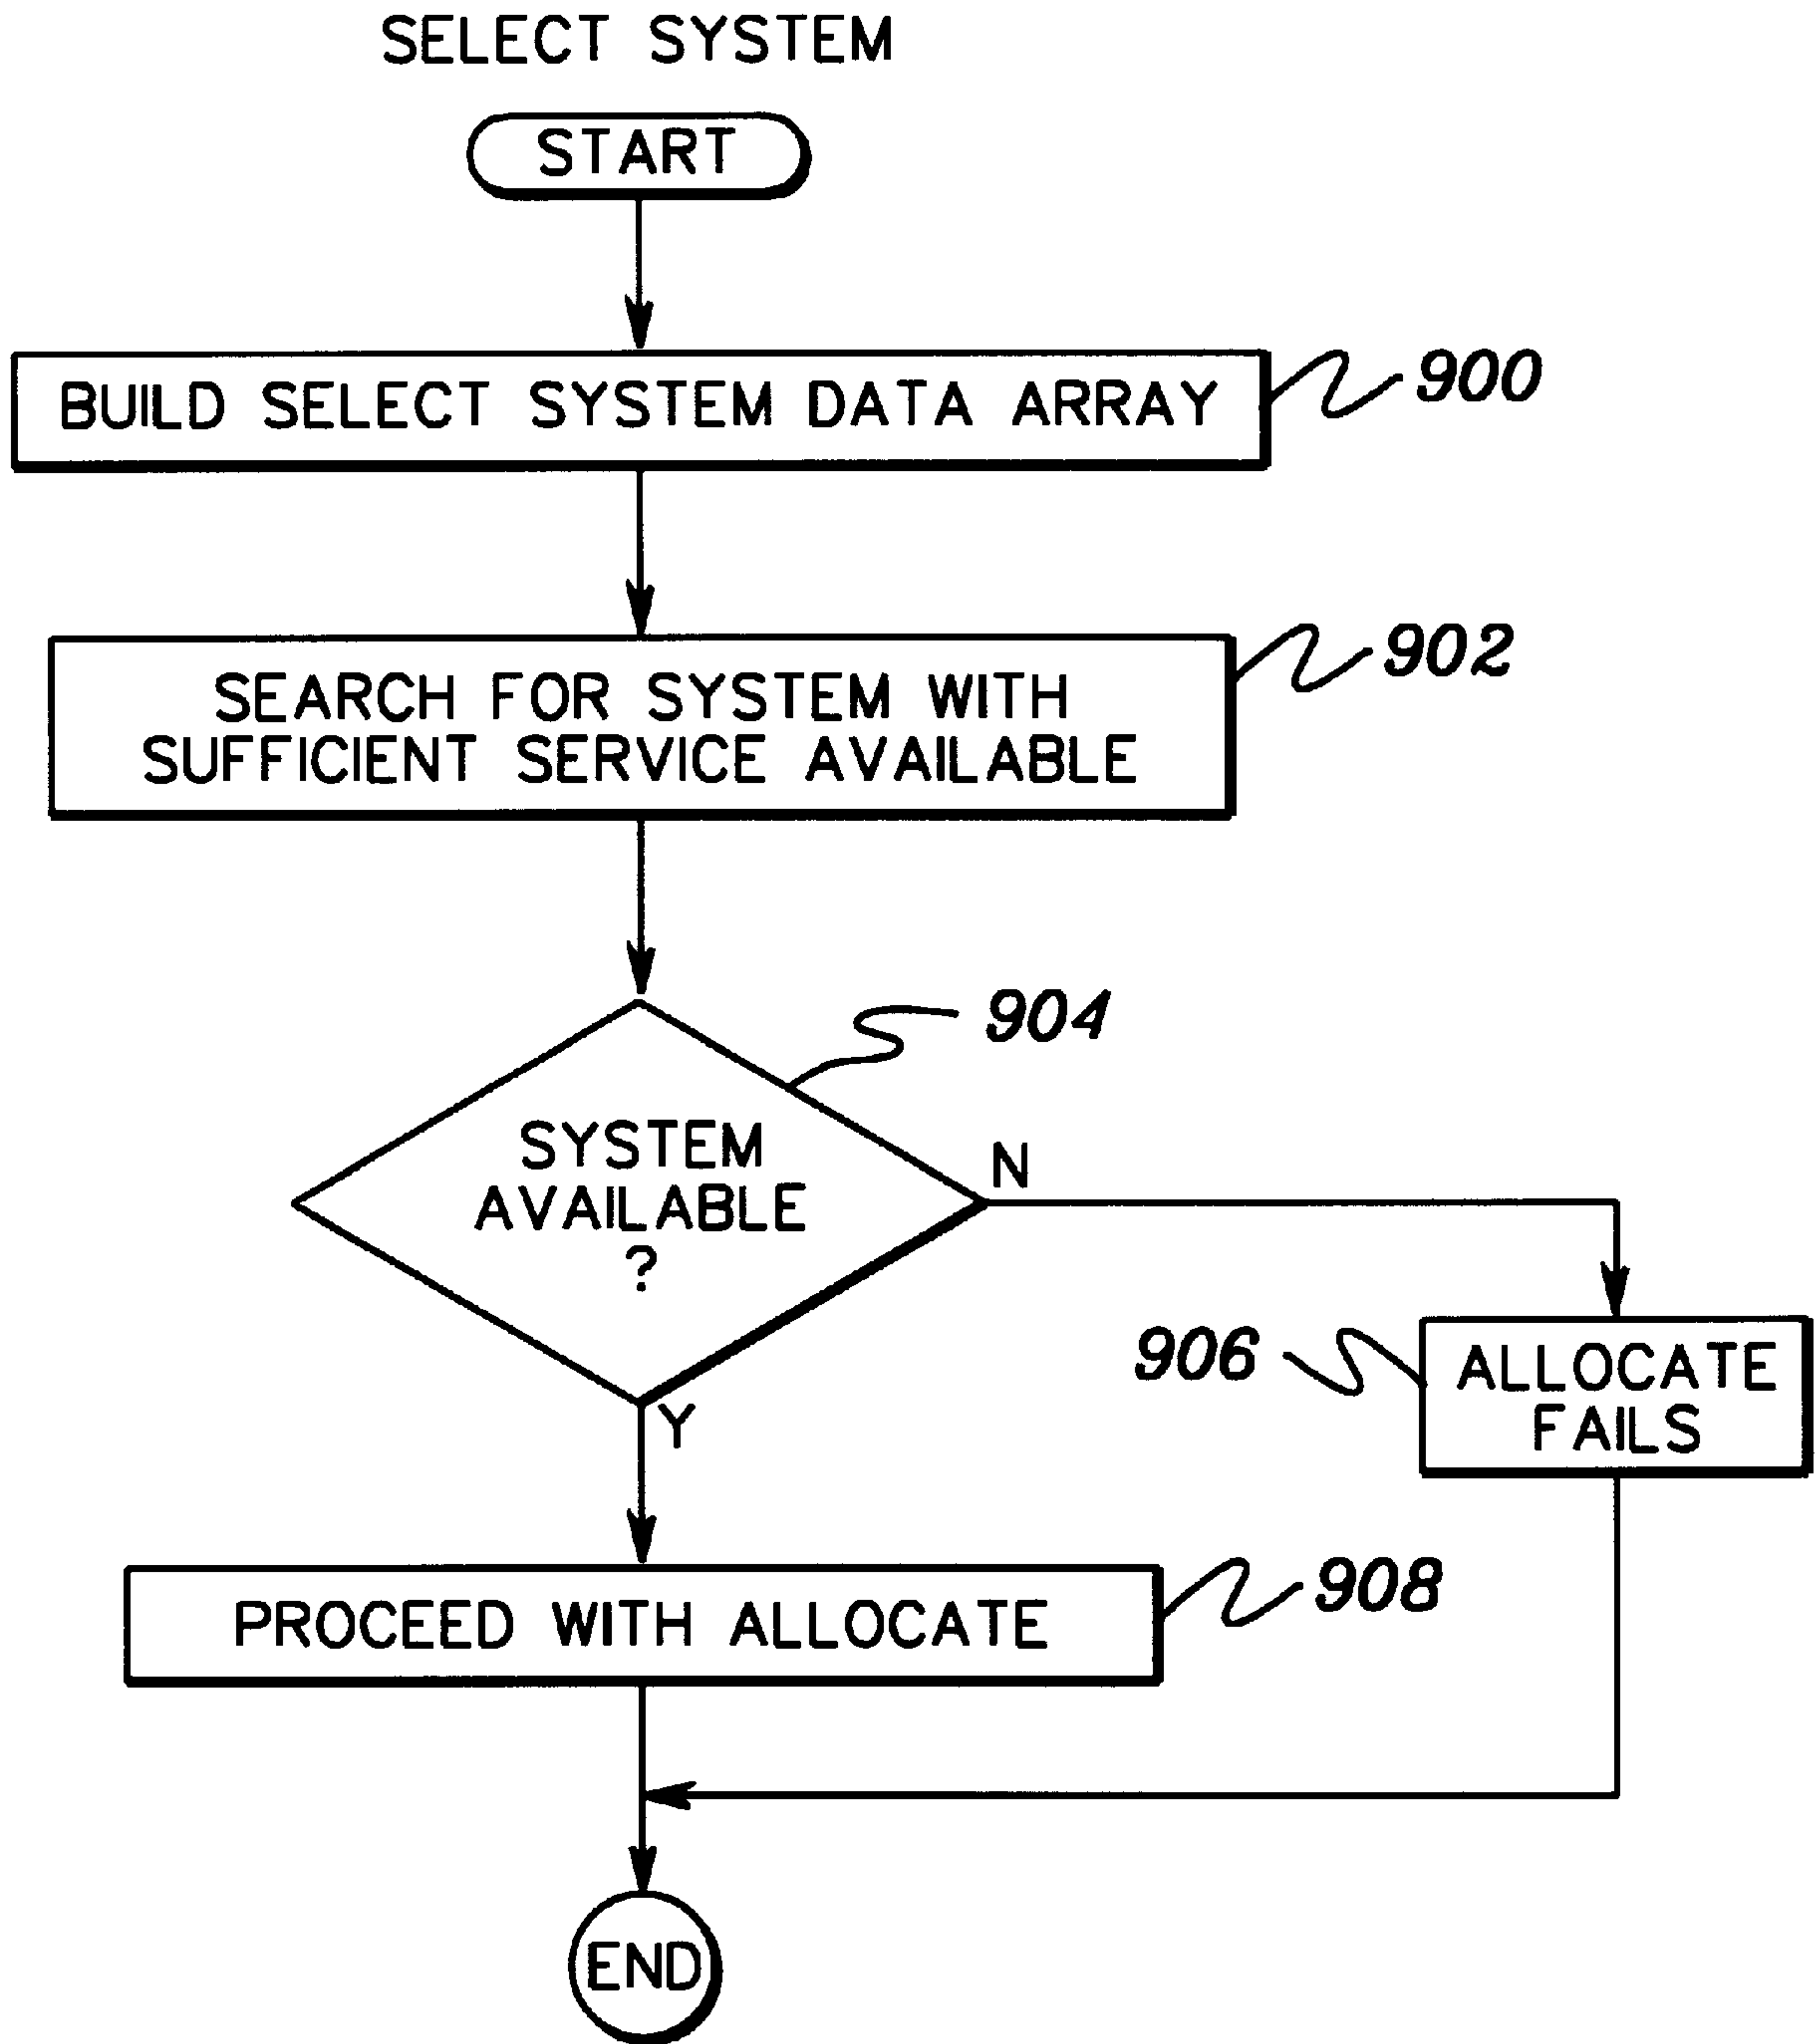 SELECT SYSTEM
START
BUILD SELECT SYSTEM DATA ARRAY
900
SEARCH FOR SYSTEM WITH
SUFFICIENT SERVICE AVAILABLE
902
904
SYSTEM
AVAILABLE
?
N
Y
906
ALLOCATE
FAILS
PROCEED WITH ALLOCATE
908
END